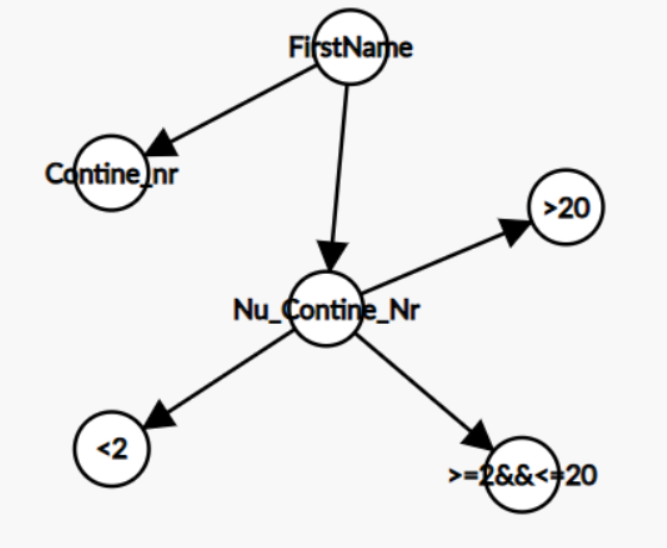 FirstName
Contine_nr
>20
Nu_Contine_Nr
<2
>=2&&<=20